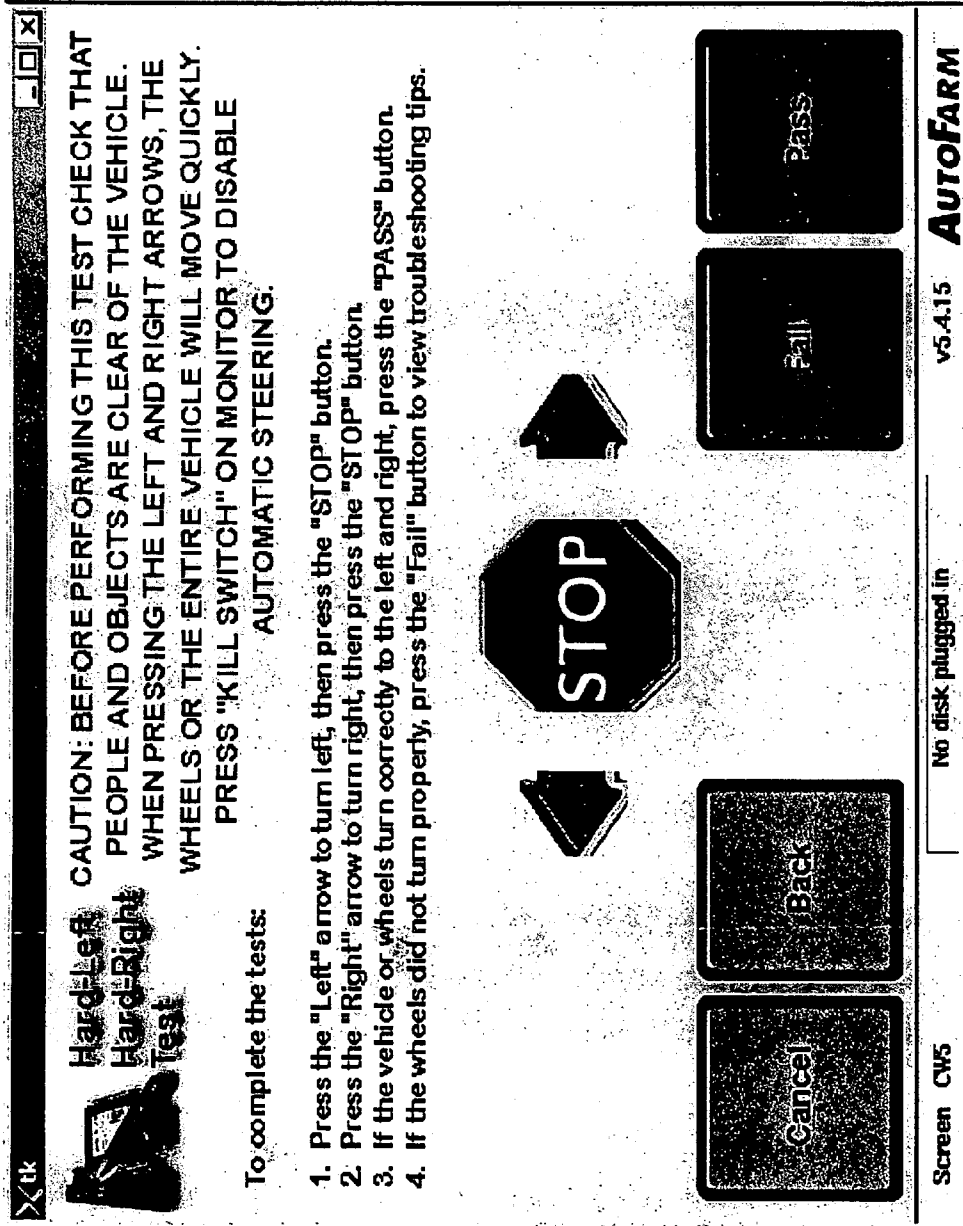 tk
Hard-Left
Hard-Right
Test
CAUTION: BEFORE PERFORMING THIS TEST CHECK THAT
PEOPLE AND OBJECTS ARE CLEAR OF THE VEHICLE.
WHEN PRESSING THE LEFT AND RIGHT ARROWS, THE
WHEELS OR THE ENTIRE VEHICLE WILL MOVE QUICKLY.
PRESS "KILL SWITCH" ON MONITOR TO DISABLE
AUTOMATIC STEERING.
To complete the tests:
1. Press the "Left" arrow to turn left, then press the "STOP" button.
2. Press the "Right" arrow to turn right, then press the "STOP" button.
3. If the vehicle or wheels turn correctly to the left and right, press the "PASS" button.
4. If the wheels did not turn properly, press the "Fail" button to view troubleshooting tips.
STOP
Cancel
Back
Fail
Pass
Screen CW5
No disk plugged in
v5.4.15
AUTOFARM